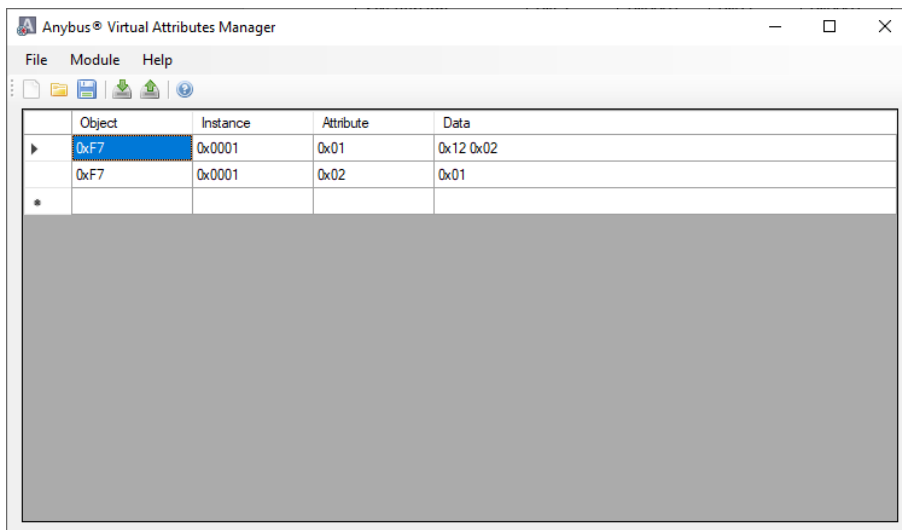 Anybus® Virtual Attributes Manager
File Module Help
Object Instance Attribute Data
0xF7 0x0001 0x01 0x12 0x02
0xF7 0x0001 0x02 0x01